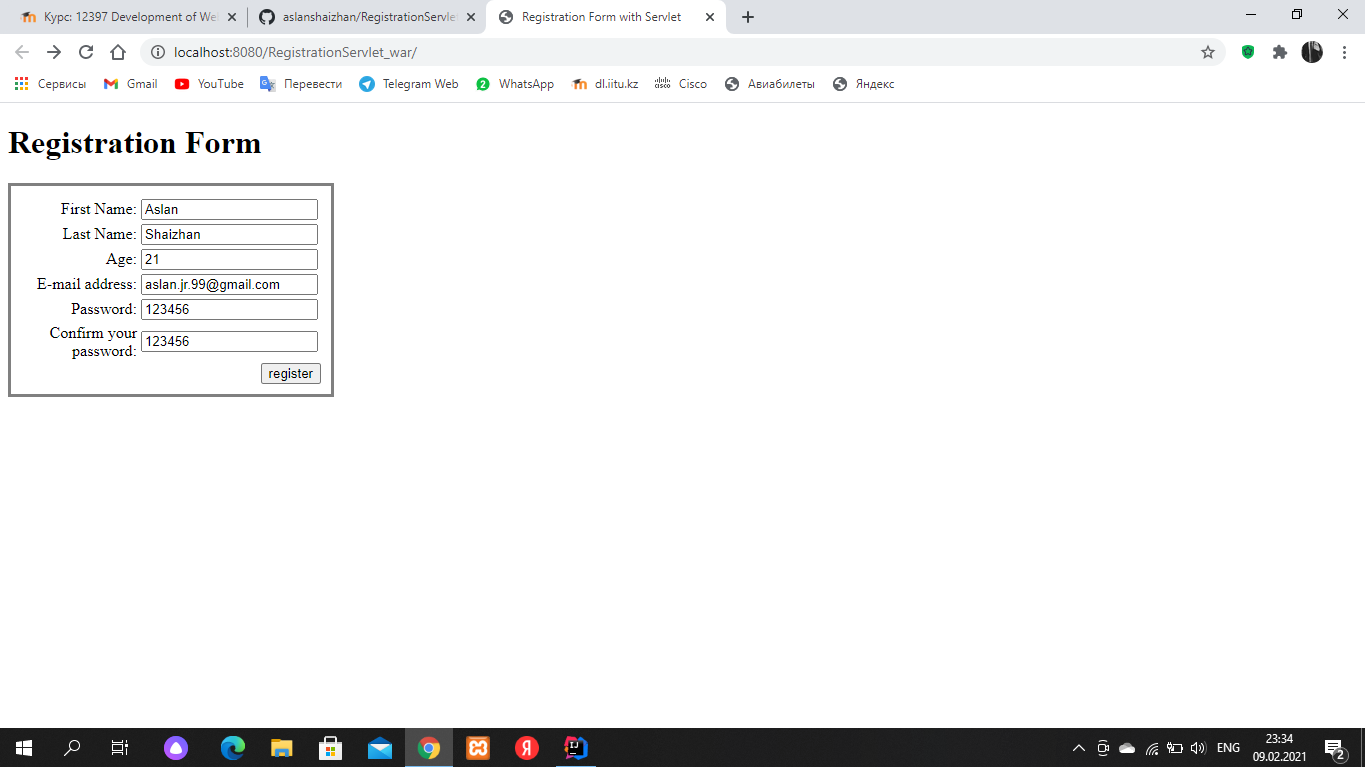 Курс: 12397 Development of We
aslanshaizhan/RegistrationServle
Registration Form with Servlet
localhost:8080/RegistrationServlet_war/
Сервисы
Gmail
YouTube
Перевести
Telegram Web
2
WhatsApp
dl.iitu.kz
cisco
Cisco
Авиабилеты
Яндекс
Registration Form
First Name: Aslan
Last Name: Shaizhan
Age: 21
E-mail address: aslan.jr.99@gmail.com
Password: 123456
Confirm your
password: 123456
register
Я
IJ
ENG
23:34
09.02.2021
2